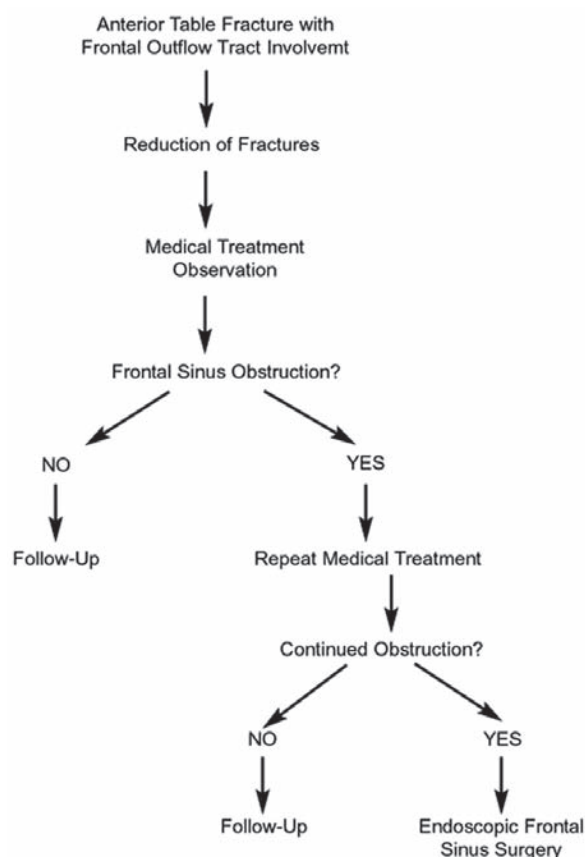 Anterior Table Fracture with
Frontal Outflow Tract Involvemt
Reduction of Fractures
Medical Treatment
Observation
Frontal Sinus Obstruction?
NO
YES
Follow-Up
Repeat Medical Treatment
Continued Obstruction?
NO
YES
Follow-Up
Endoscopic Frontal
Sinus Surgery